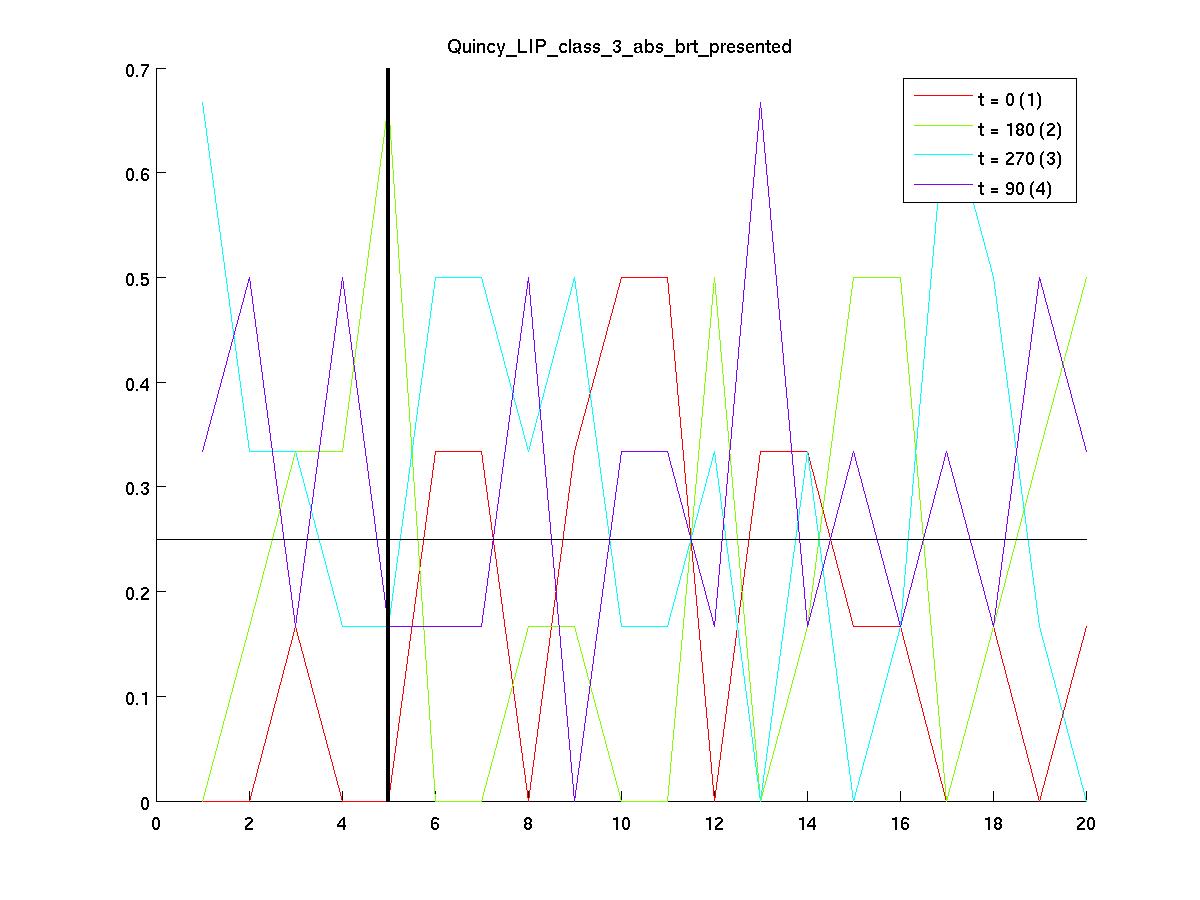 Quincy_LIP_class_3_abs_brt_presented
0.7
0.6
0.5
0.4
0.3
0.2
0.1
0
t = 0 (1)
t = 180 (2)
t = 270 (3)
t = 90 (4)
0 2 4 6 8 10 12 14 16 18 20